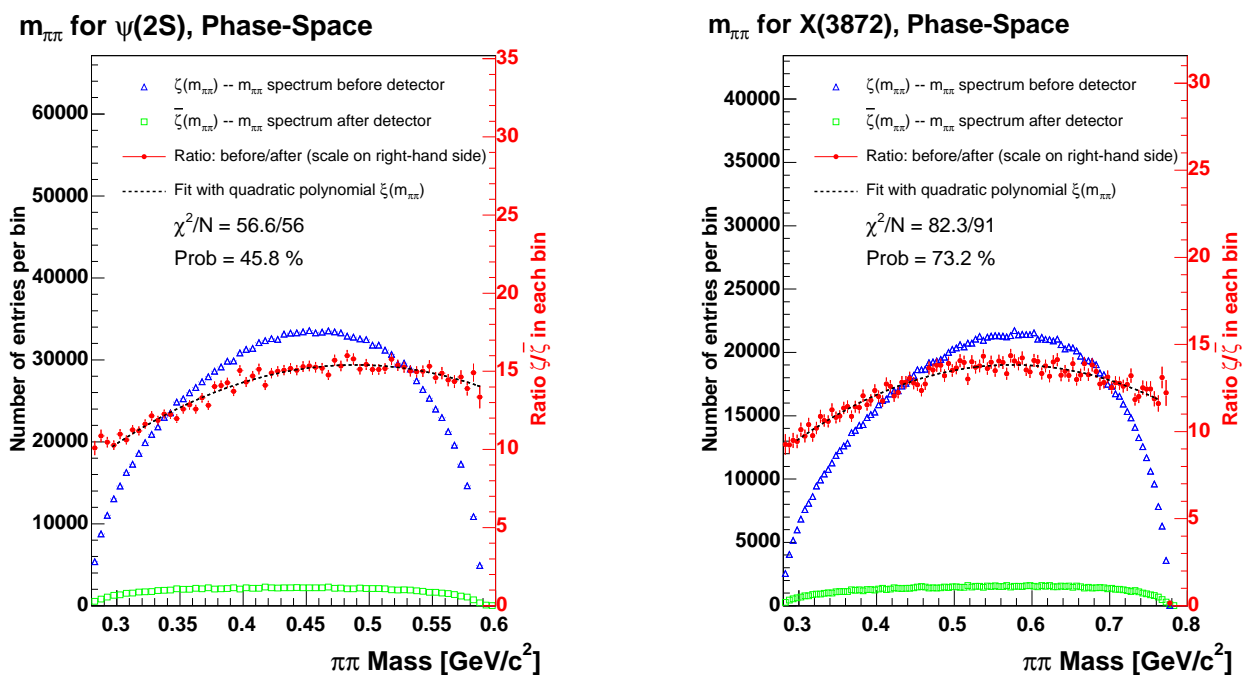 m_ππ for ψ(2S), Phase-Space
ζ(m_ππ) -- m_ππ spectrum before detector
ζ̅(m_ππ) -- m_ππ spectrum after detector
Ratio: before/after (scale on right-hand side)
Fit with quadratic polynomial ξ(m_ππ)
χ²/N = 56.6/56
Prob = 45.8 %
Number of entries per bin
60000
50000
40000
30000
20000
10000
0
Ratio ζ/ζ̅ in each bin
35
30
25
20
15
10
5
0
0.3 0.35 0.4 0.45 0.5 0.55 0.6
ππ Mass [GeV/c²]
m_ππ for X(3872), Phase-Space
ζ(m_ππ) -- m_ππ spectrum before detector
ζ̅(m_ππ) -- m_ππ spectrum after detector
Ratio: before/after (scale on right-hand side)
Fit with quadratic polynomial ξ(m_ππ)
χ²/N = 82.3/91
Prob = 73.2 %
Number of entries per bin
40000
35000
30000
25000
20000
15000
10000
5000
0
Ratio ζ/ζ̅ in each bin
30
25
20
15
10
5
0
0.3 0.4 0.5 0.6 0.7 0.8
ππ Mass [GeV/c²]